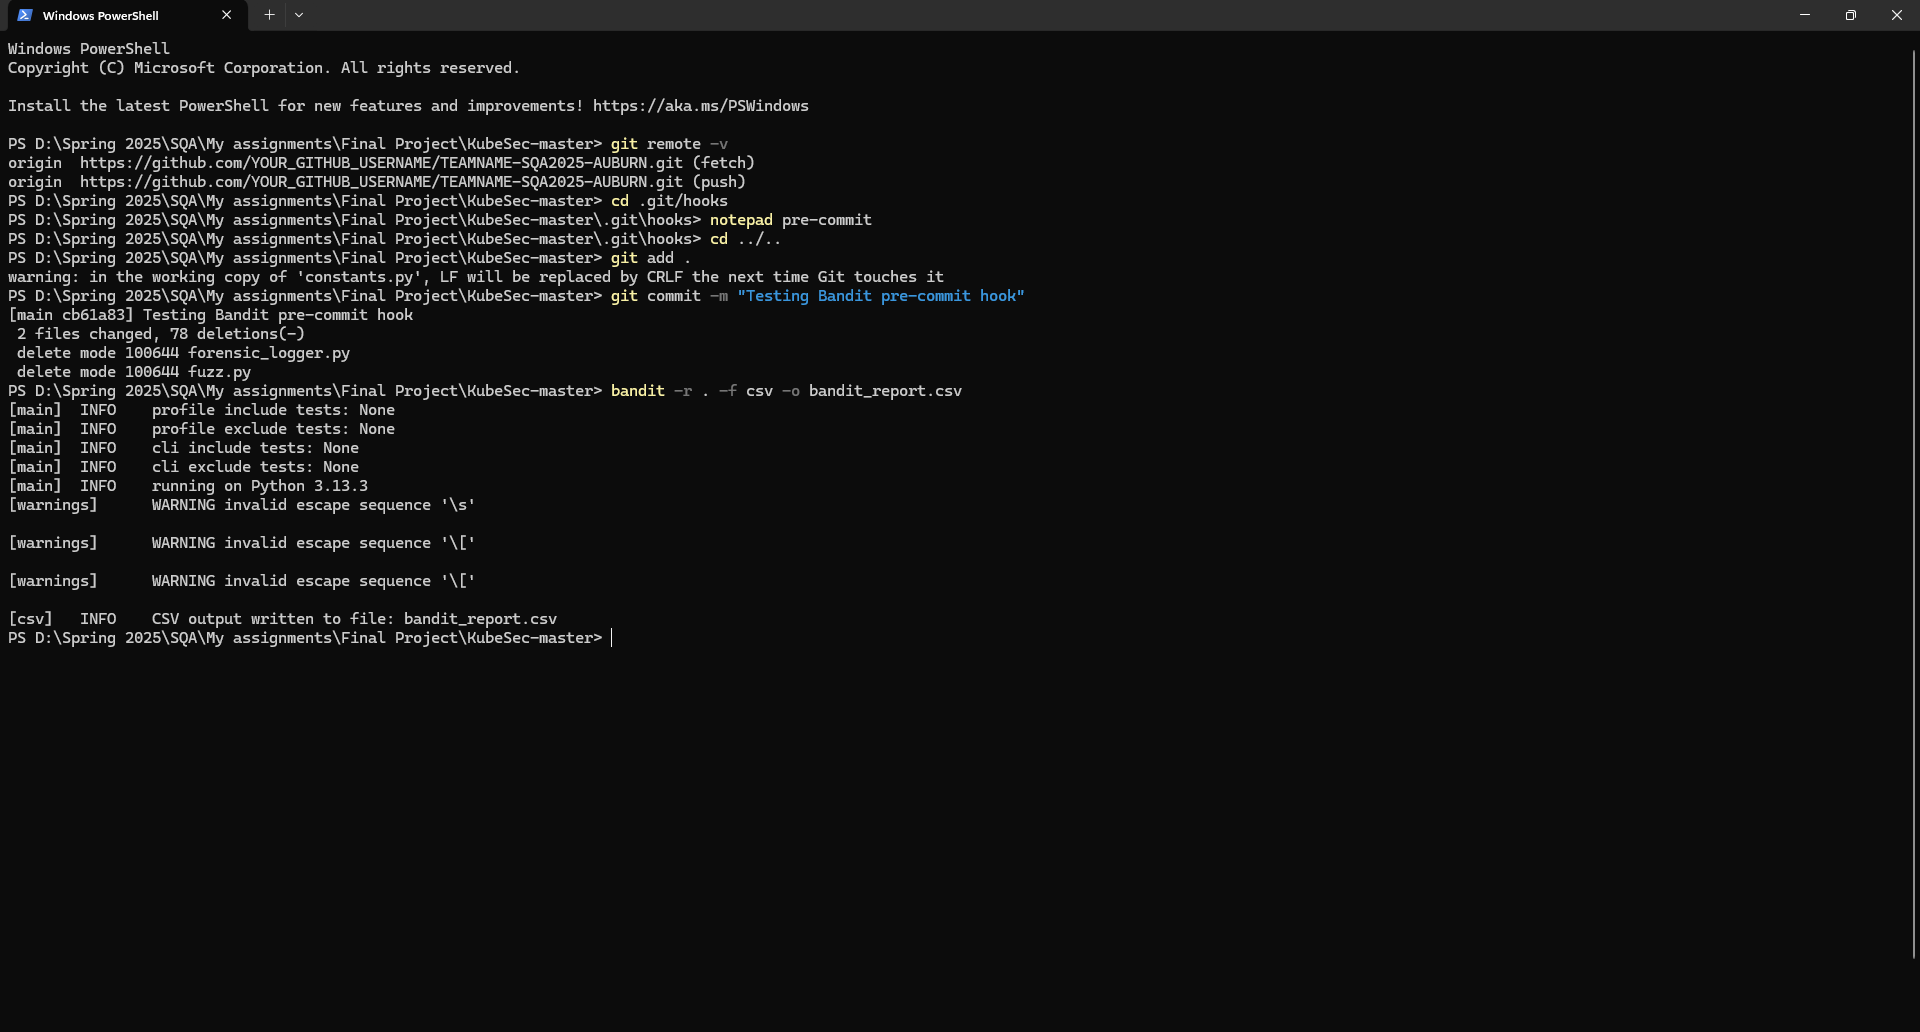 Windows PowerShell
Windows PowerShell
Copyright (C) Microsoft Corporation. All rights reserved.
Install the latest PowerShell for new features and improvements! https://aka.ms/PSWindows
PS D:\Spring 2025\SQA\My assignments\Final Project\KubeSec-master> git remote -v
origin  https://github.com/YOUR_GITHUB_USERNAME/TEAMNAME-SQA2025-AUBURN.git (fetch)
origin  https://github.com/YOUR_GITHUB_USERNAME/TEAMNAME-SQA2025-AUBURN.git (push)
PS D:\Spring 2025\SQA\My assignments\Final Project\KubeSec-master> cd .git/hooks
PS D:\Spring 2025\SQA\My assignments\Final Project\KubeSec-master\.git\hooks> notepad pre-commit
PS D:\Spring 2025\SQA\My assignments\Final Project\KubeSec-master\.git\hooks> cd ../..
PS D:\Spring 2025\SQA\My assignments\Final Project\KubeSec-master> git add .
warning: in the working copy of 'constants.py', LF will be replaced by CRLF the next time Git touches it
PS D:\Spring 2025\SQA\My assignments\Final Project\KubeSec-master> git commit -m "Testing Bandit pre-commit hook"
[main cb61a83] Testing Bandit pre-commit hook
 2 files changed, 78 deletions(-)
 delete mode 100644 forensic_logger.py
 delete mode 100644 fuzz.py
PS D:\Spring 2025\SQA\My assignments\Final Project\KubeSec-master> bandit -r . -f csv -o bandit_report.csv
[main]  INFO    profile include tests: None
[main]  INFO    profile exclude tests: None
[main]  INFO    cli include tests: None
[main]  INFO    cli exclude tests: None
[main]  INFO    running on Python 3.13.3
[warnings]      WARNING invalid escape sequence '\s'
[warnings]      WARNING invalid escape sequence '\['
[warnings]      WARNING invalid escape sequence '\['
[csv]   INFO    CSV output written to file: bandit_report.csv
PS D:\Spring 2025\SQA\My assignments\Final Project\KubeSec-master>